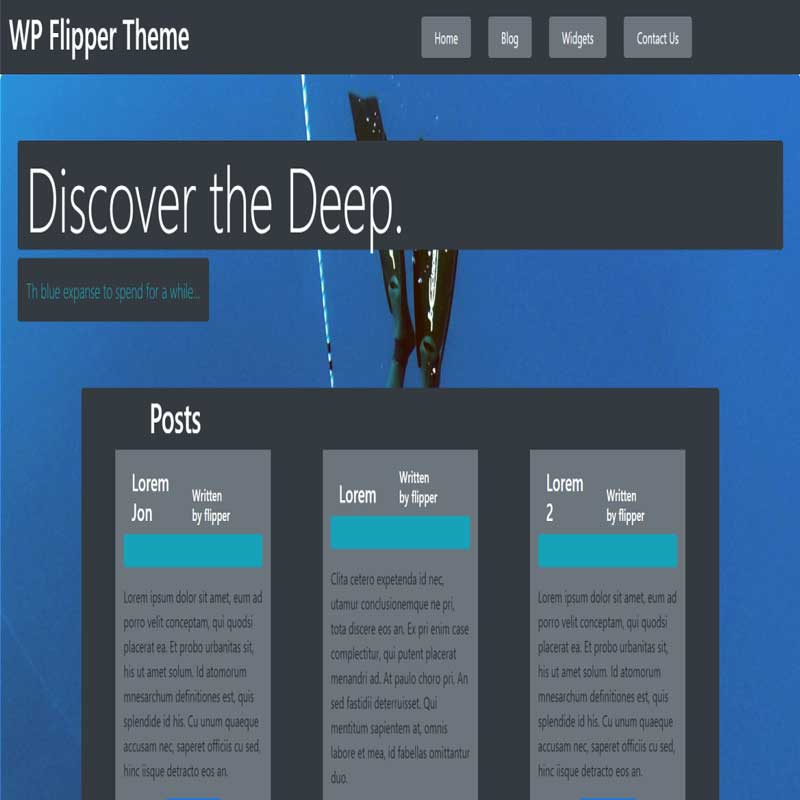 WP Flipper Theme
Home
Blog
Widgets
Contact Us
Discover the Deep.
Th blue expanse to spend for a while...
Posts
Lorem
Jon
Written
by flipper
Lorem ipsum dolor sit amet, eum ad
porro velit conceptam, qui quodsi
placerat ea. Et probo urbanitas sit,
his ut amet solum. Id atomorum
mnesarchum definitiones est, quis
splendide id his. Cu unum quaeque
accusam nec, saperet officiis cu sed,
hinc iisque detracto eos an.
Lorem
Written
by flipper
Clita cetero expetenda id nec,
utamur conclusionemque ne pri,
tota discere eos an. Ex pri enim case
complectitur, qui putent placerat
menandri ad. At paulo choro pri. An
sed fastidii deterruisset. Qui
mentitum sapientem at, omnis
labore et mea, id fabellas omittantur
duo.
Lorem
2
Written
by flipper
Lorem ipsum dolor sit amet, eum ad
porro velit conceptam, qui quodsi
placerat ea. Et probo urbanitas sit,
his ut amet solum. Id atomorum
mnesarchum definitiones est, quis
splendide id his. Cu unum quaeque
accusam nec, saperet officiis cu sed,
hinc iisque detracto eos an.